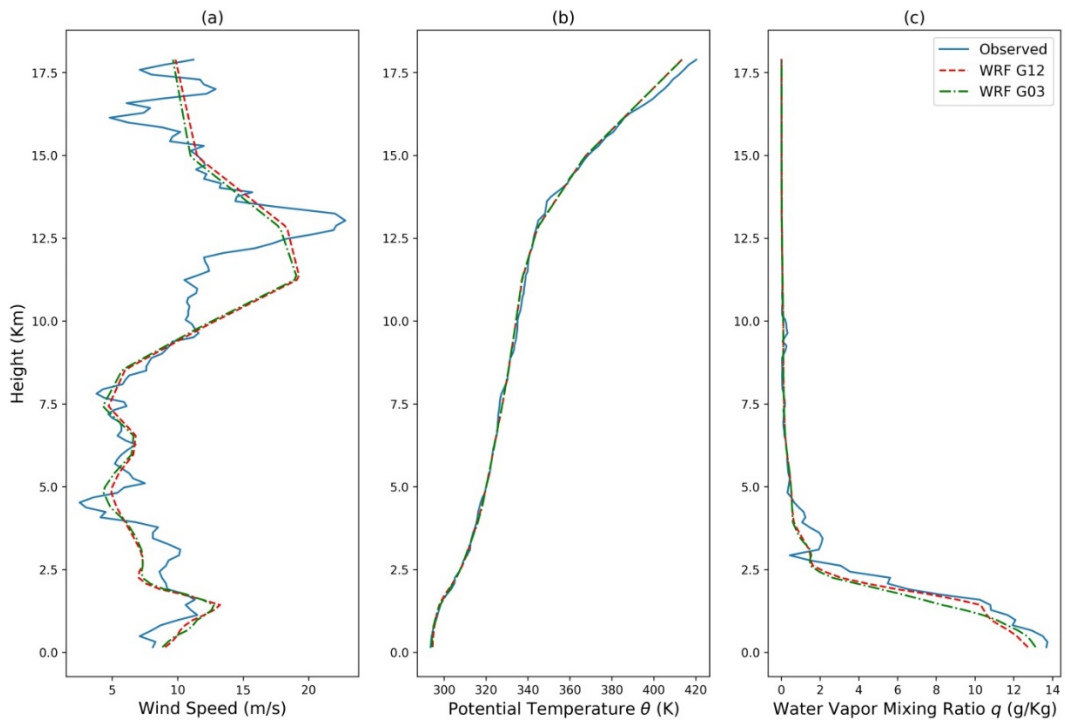 (a)
17.5
15.0
12.5
10.0
7.5
5.0
2.5
0.0
Height (Km)
5 10 15 20
Wind Speed (m/s)
(b)
17.5
15.0
12.5
10.0
7.5
5.0
2.5
0.0
300 320 340 360 380 400 420
Potential Temperature θ (K)
(c)
Observed
WRF G12
WRF G03
17.5
15.0
12.5
10.0
7.5
5.0
2.5
0.0
0 2 4 6 8 10 12 14
Water Vapor Mixing Ratio q (g/Kg)